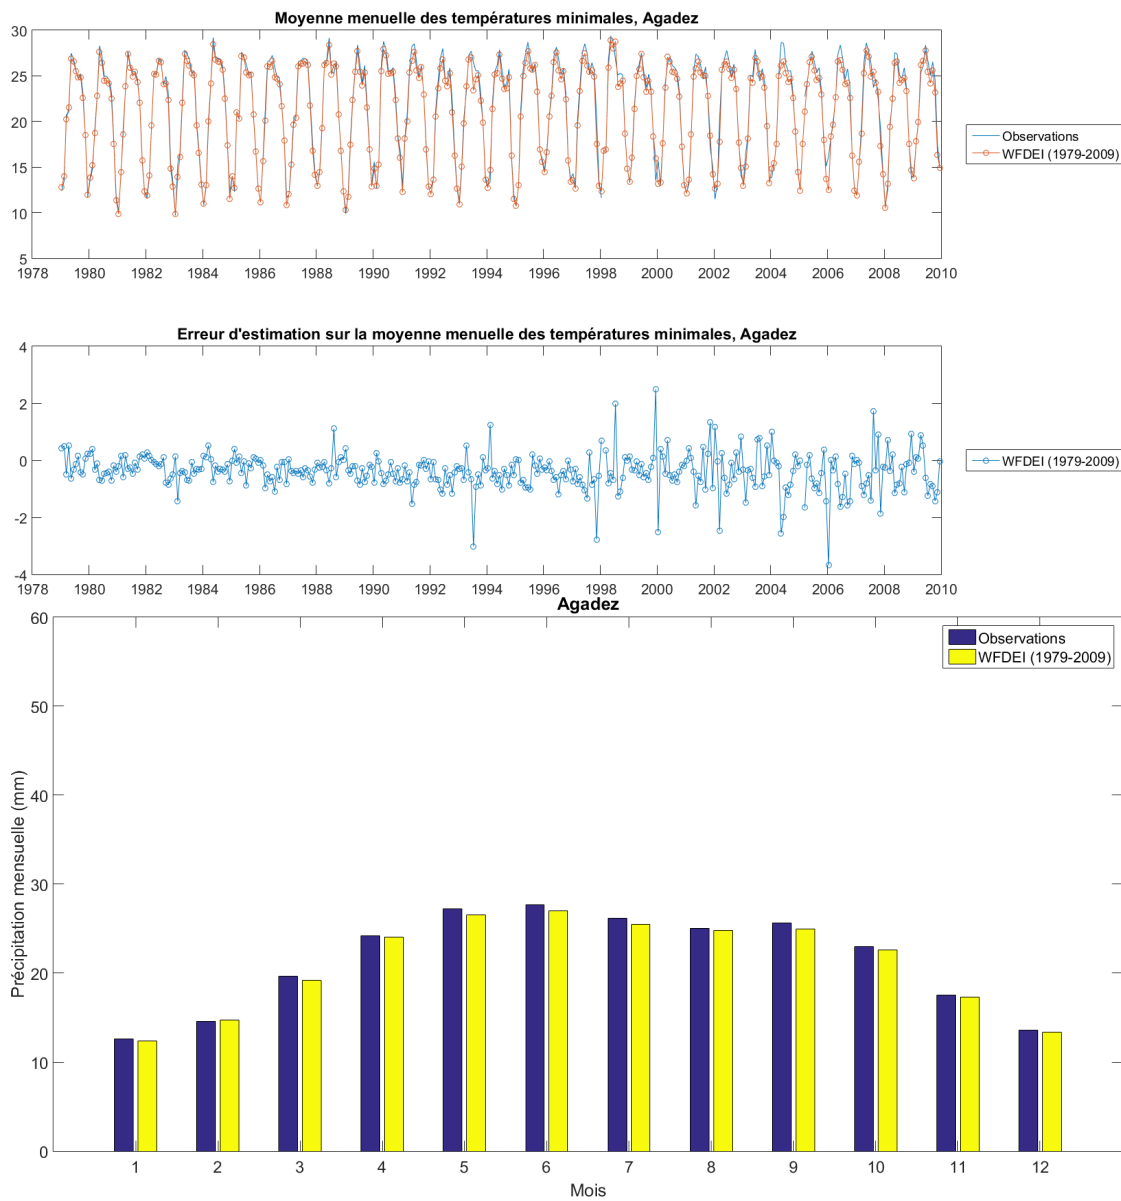 Moyenne menuelle des températures minimales, Agadez
30
25
20
15
10
5
1978 1980 1982 1984 1986 1988 1990 1992 1994 1996 1998 2000 2002 2004 2006 2008 2010
Observations
WFDEI (1979-2009)
Erreur d'estimation sur la moyenne menuelle des températures minimales, Agadez
4
2
0
-2
-4
1978 1980 1982 1984 1986 1988 1990 1992 1994 1996 1998 2000 2002 2004 2006 2008 2010
WFDEI (1979-2009)
Agadez
Précipitation mensuelle (mm)
60
50
40
30
20
10
0
1 2 3 4 5 6 7 8 9 10 11 12
Mois
Observations
WFDEI (1979-2009)